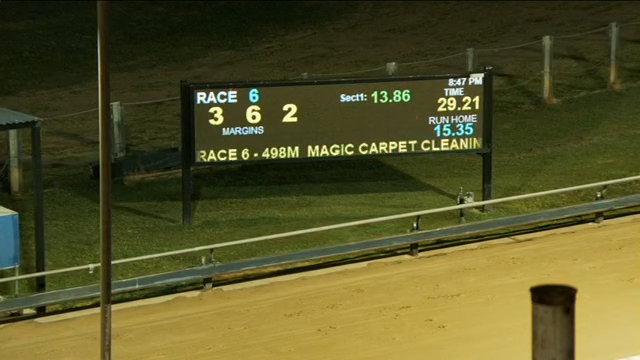 RACE 6 Sect1: 13.86 8:47 PM
TIME
3 6 2 29.21
MARGINS RUN HOME
15.35
RACE 6 - 498M MAGIC CARPET CLEANIN